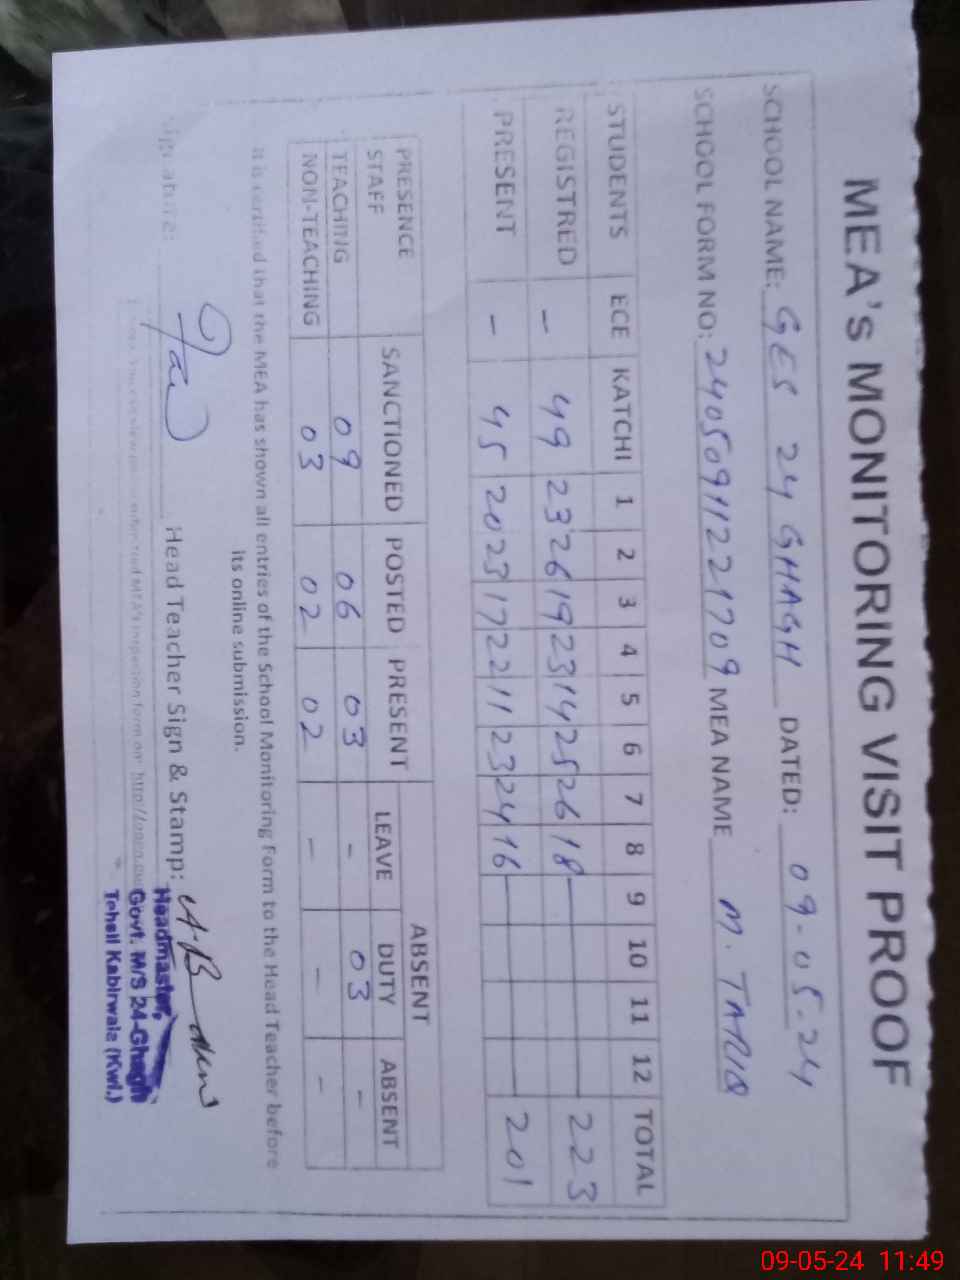 MEA's MONITORING VISIT PROOF
SCHOOL NAME: GES 24 GHAGH DATED: 09-05-24
SCHOOL FORM NO: 24050911221709 MEA NAME M. TARIQ
STUDENTS ECE KATCHI 1 2 3 4 5 6 7 8 9 10 11 12 TOTAL
REGISTRED - 49 23 26 19 23 14 25 26 18 223
PRESENT - 45 20 23 17 22 11 23 24 16 201
PRESENCE SANCTIONED POSTED PRESENT ABSENT
STAFF LEAVE DUTY ABSENT
TEACHING 09 06 03 - 03 -
NON-TEACHING 03 02 02 - - -
It is certified that the MEA has shown all entries of the School Monitoring Form to the Head Teacher before
its online submission.
Signature: Head Teacher Sign & Stamp:
Headmaster,
Govt. M/S 24-Ghagh
Tehsil Kabirwala (Kwl.)
09-05-24 11:49